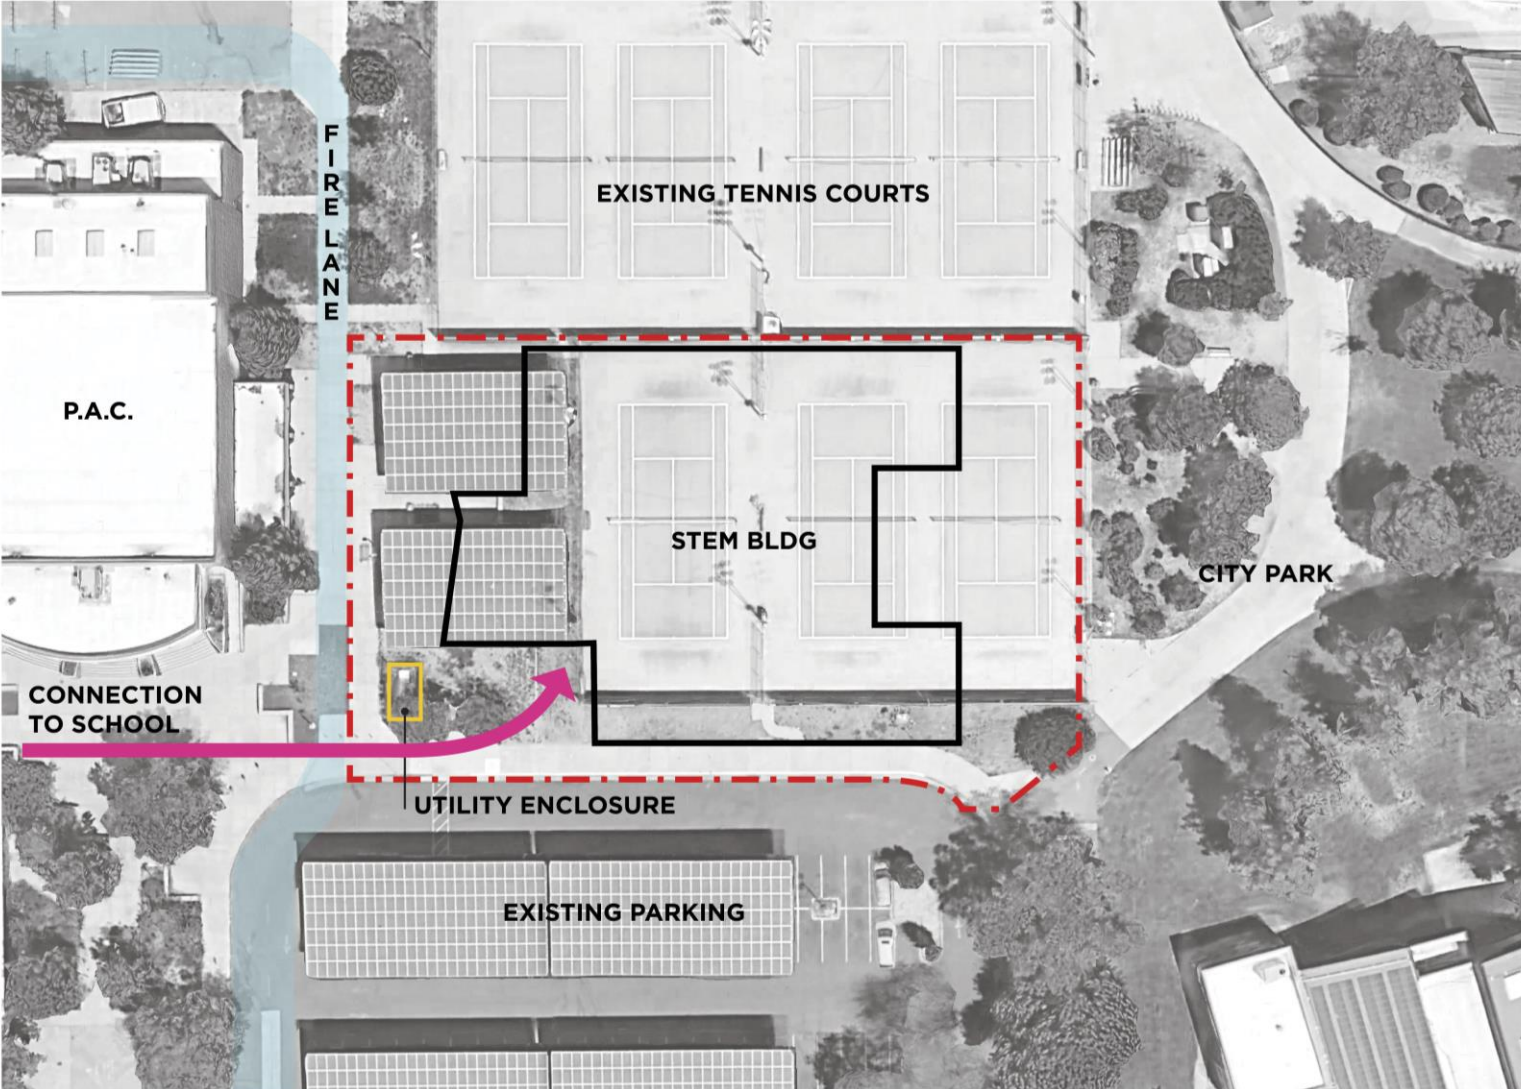 FIRE LANE
EXISTING TENNIS COURTS
P.A.C.
STEM BLDG
CITY PARK
CONNECTION
TO SCHOOL
UTILITY ENCLOSURE
EXISTING PARKING